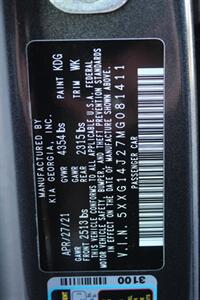 MANUFACTURED BY
KIA GEORGIA, INC.
PAINT KDG
APR/27/21
GVWR 4354 lbs
TRIM WK
GAWR FRONT 2513 lbs
GAWR REAR 2315 lbs
THIS VEHICLE CONFORMS TO ALL APPLICABLE U.S. FEDERAL
MOTOR VEHICLE SAFETY, BUMPER, AND THEFT PREVENTION STANDARDS
IN EFFECT ON THE DATE OF MANUFACTURE SHOWN ABOVE.
PASSENGER CAR
V.I.N. 5XXG14J27MG081411
3100